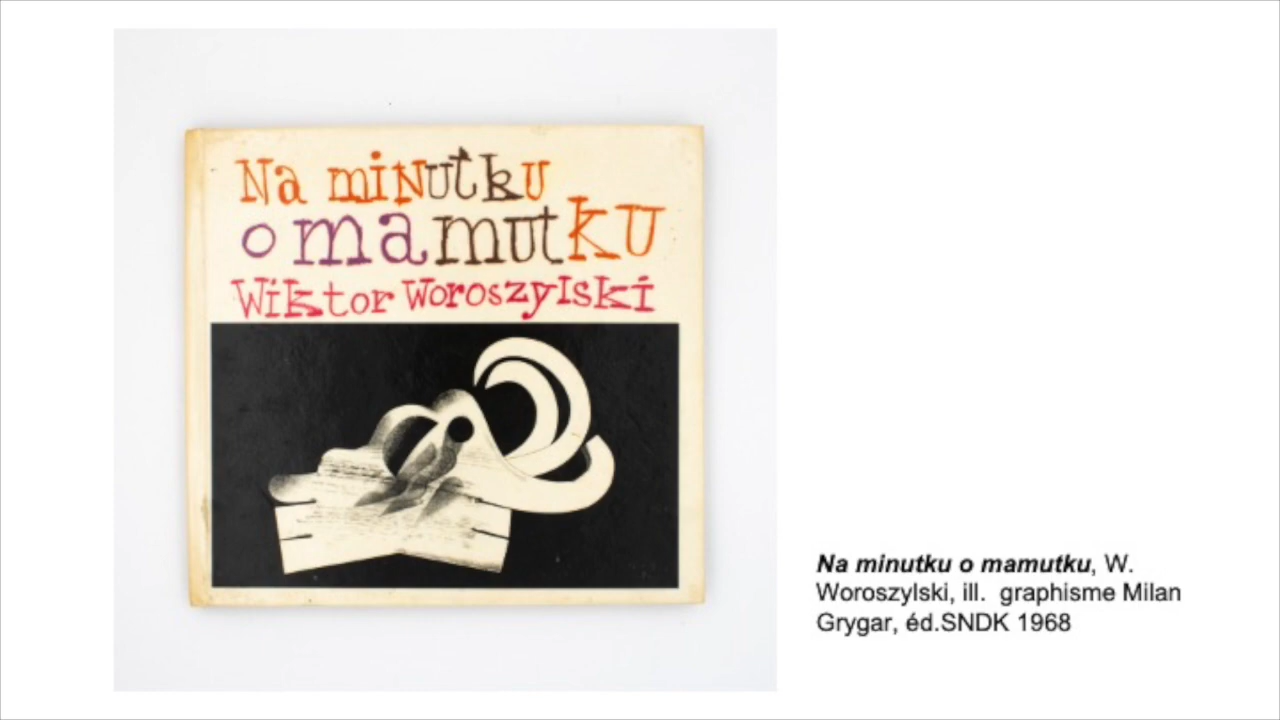 Na minutku
o mamutku
Wiktor Woroszylski
Na minutku o mamutku, W.
Woroszylski, ill.  graphisme Milan
Grygar, éd.SNDK 1968